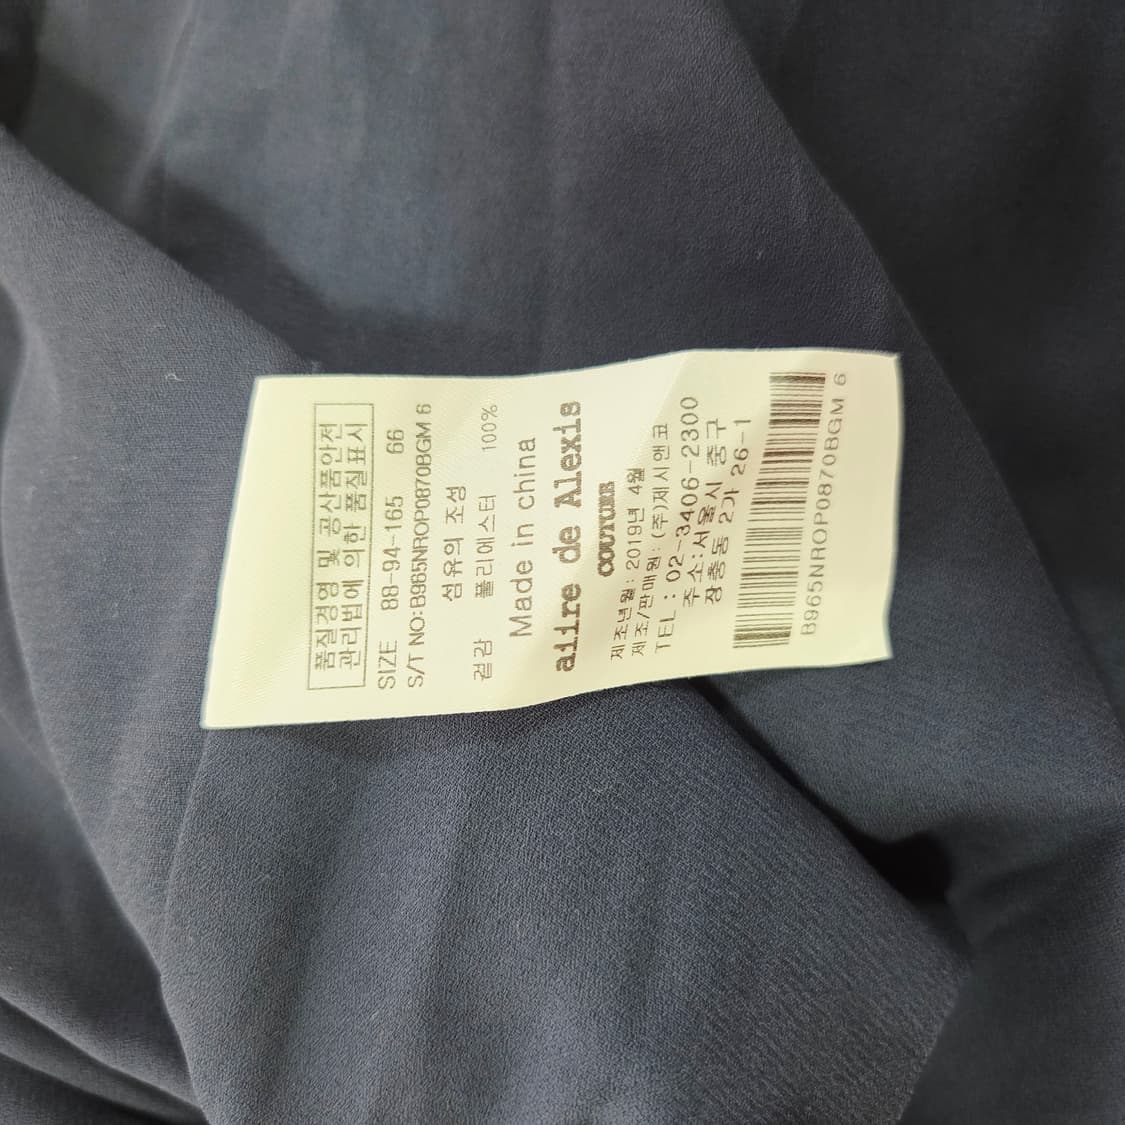 품질경영 및 공산품안전
관리법에 의한 품질표시
SIZE 88-94-165 66
S/T NO:B965NROP0870BGM 6
섬유의 조성
겉감 폴리에스터 100%
Made in china
aiire de Alexis
COUTURE
제조년월 : 2019년 4월
제조/판매원 : (주)제시앤코
TEL : 02-3406-2300
주소:서울시 중구
장충동 2가 26-1
B965NROP0870BGM 6